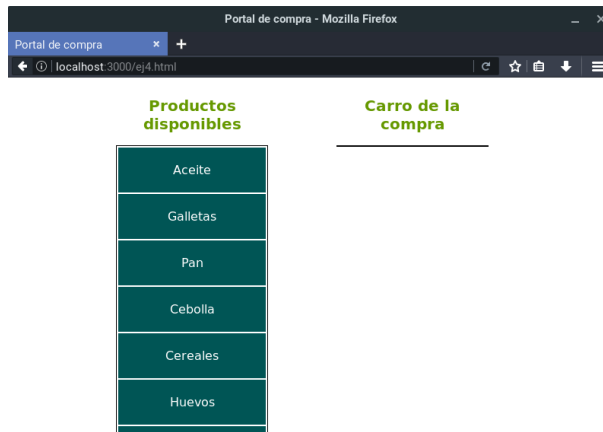 Portal de compra - Mozilla Firefox
Portal de compra
localhost:3000/ej4.html
Productos
disponibles
Carro de la
compra
Aceite
Galletas
Pan
Cebolla
Cereales
Huevos